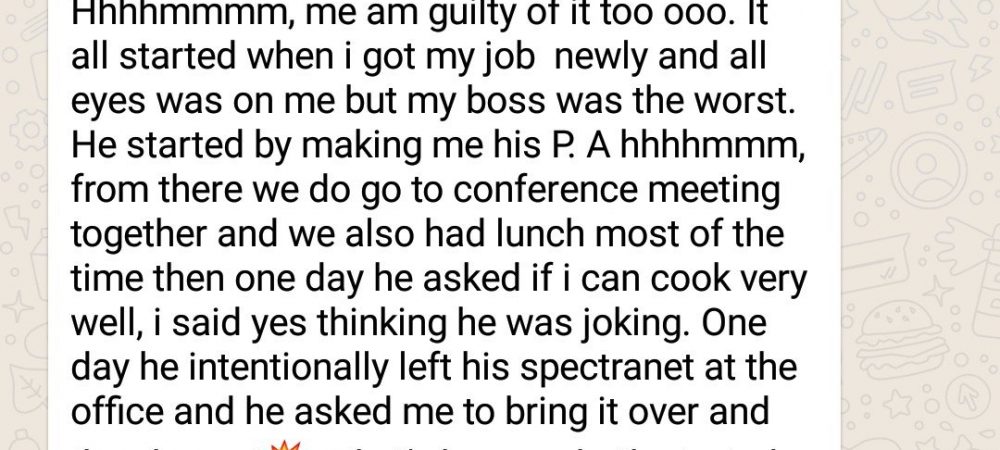 Hhhhmmmm, me am guilty of it too ooo. It
all started when i got my job  newly and all
eyes was on me but my boss was the worst.
He started by making me his P. A hhhhmmm,
from there we do go to conference meeting
together and we also had lunch most of the
time then one day he asked if i can cook very
well, i said yes thinking he was joking. One
day he intentionally left his spectranet at the
office and he asked me to bring it over and